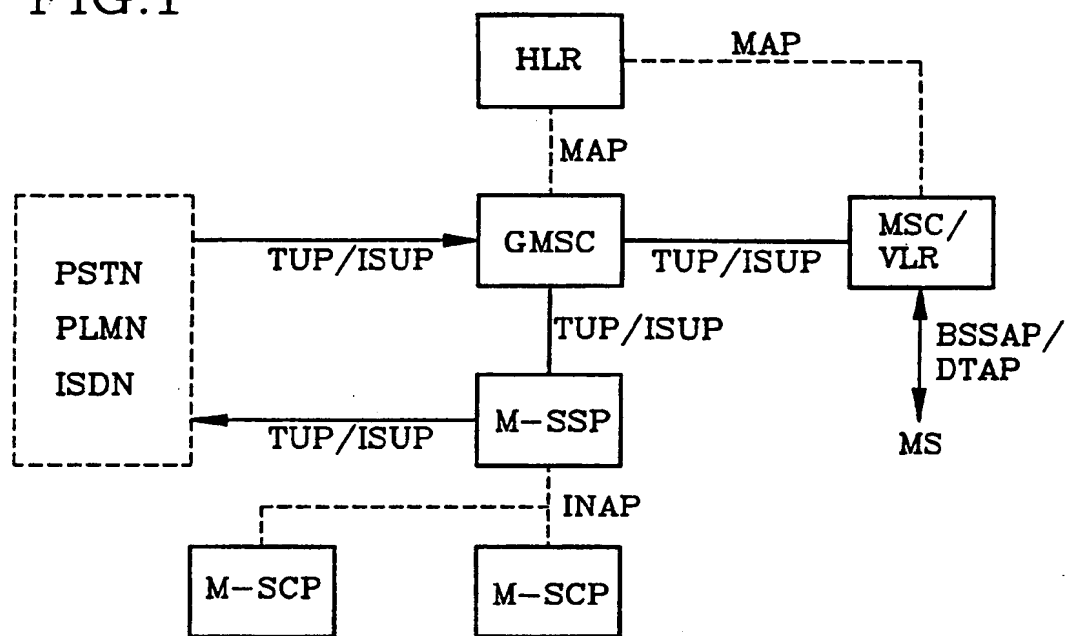 FIG.1
HLR
MAP
MAP
PSTN
PLMN
ISDN
TUP/ISUP
GMSC
TUP/ISUP
MSC/
VLR
TUP/ISUP
BSSAP/
DTAP
TUP/ISUP
M-SSP
MS
INAP
M-SCP
M-SCP